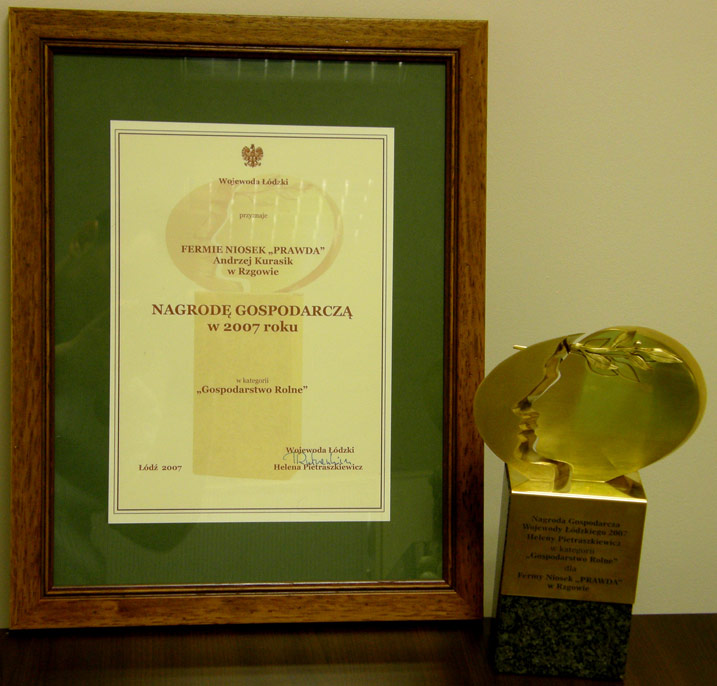 Wojewoda Łódzki
przyznaje
FERMIE NIOSEK „PRAWDA”
Andrzej Kurasik
w Rzgowie
NAGRODĘ GOSPODARCZĄ
w 2007 roku
w kategorii
„Gospodarstwo Rolne”
Wojewoda Łódzki
Łódź 2007
Helena Pietraszkiewicz
Nagroda Gospodarcza
Wojewody Łódzkiego 2007
Heleny Pietraszkiewicz
w kategorii
„Gospodarstwo Rolne”
dla
Fermy Niosek „PRAWDA”
w Rzgowie